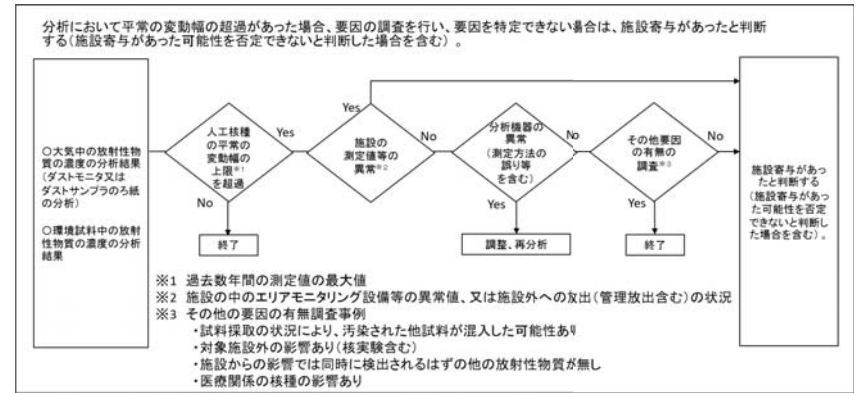 分析において平常の変動幅の超過があった場合、要因の調査を行い、要因を特定できない場合は、施設寄与があったと判断
する(施設寄与があった可能性を否定できないと判断した場合を含む)。
○大気中の放射性物
質の濃度の分析結果
(ダストモニタ又は
ダストサンプラのろ紙
の分析)
○環境試料中の放射
性物質の濃度の分析
結果
人工核種
の平常の
変動幅の
上限※1
を超過
Yes
No
終了
施設の
測定値等の
異常※2
Yes
No
分析機器の
異常
(測定方法の
誤り等
を含む)
No
Yes
調整、再分析
その他要因
の有無の
調査※3
No
Yes
終了
施設寄与があっ
たと判断する
(施設寄与があっ
た可能性を否定
できないと判断し
た場合を含む)。
※1 過去数年間の測定値の最大値
※2 施設の中のエリアモニタリング設備等の異常値、又は施設外への放出(管理放出含む)の状況
※3 その他の要因の有無調査事例
・試料採取の状況により、汚染された他試料が混入した可能性あり
・対象施設外の影響あり(核実験含む)
・施設からの影響では同時に検出されるはずの他の放射性物質が無し
・医療関係の核種の影響あり